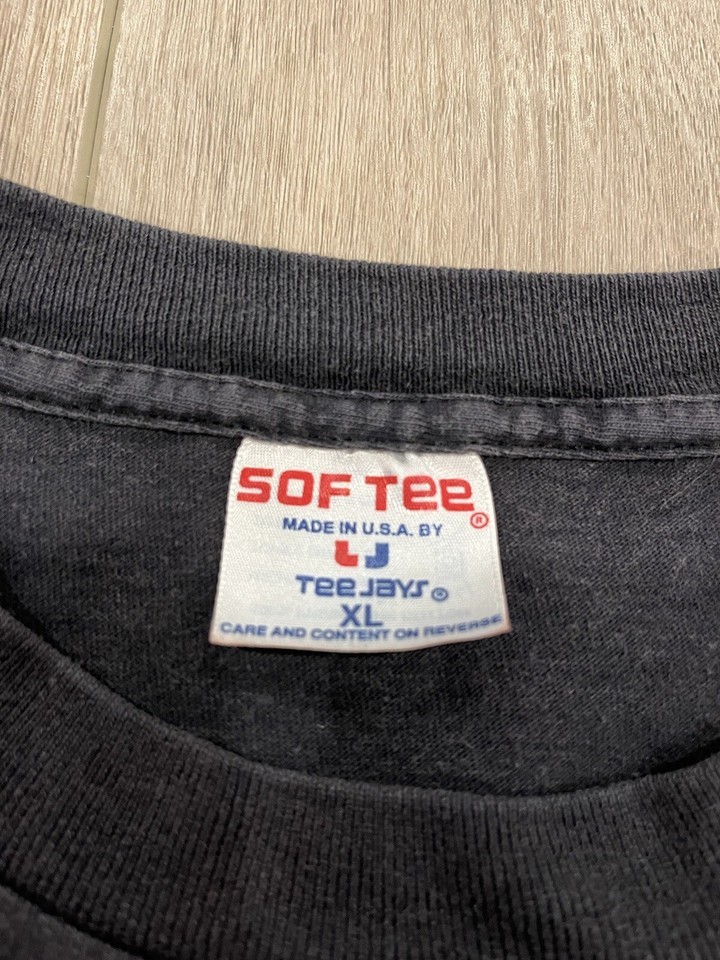 SOF TEE ®
MADE IN U.S.A. BY
TJ
TEE JAYS ®
XL
CARE AND CONTENT ON REVERSE